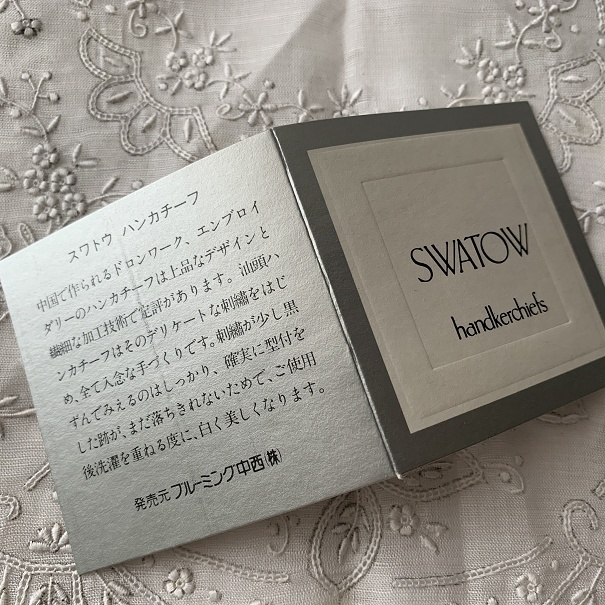 スワトウ ハンカチーフ
中国で作られるドロンワーク、エンブロイ
ダリーのハンカチーフは上品なデザインと
繊細な加工技術で定評があります。汕頭ハ
ンカチーフはそのデリケートな刺繍をはじ
め、全て入念な手づくりです。刺繍が少し黒
ずんでみえるのはしっかり、確実に型付を
した跡が、まだ落ちきれないためで、ご使用
後洗濯を重ねる度に、白く美しくなります。
発売元 ブルーミング中西(株)
SWATOW
handkerchiefs